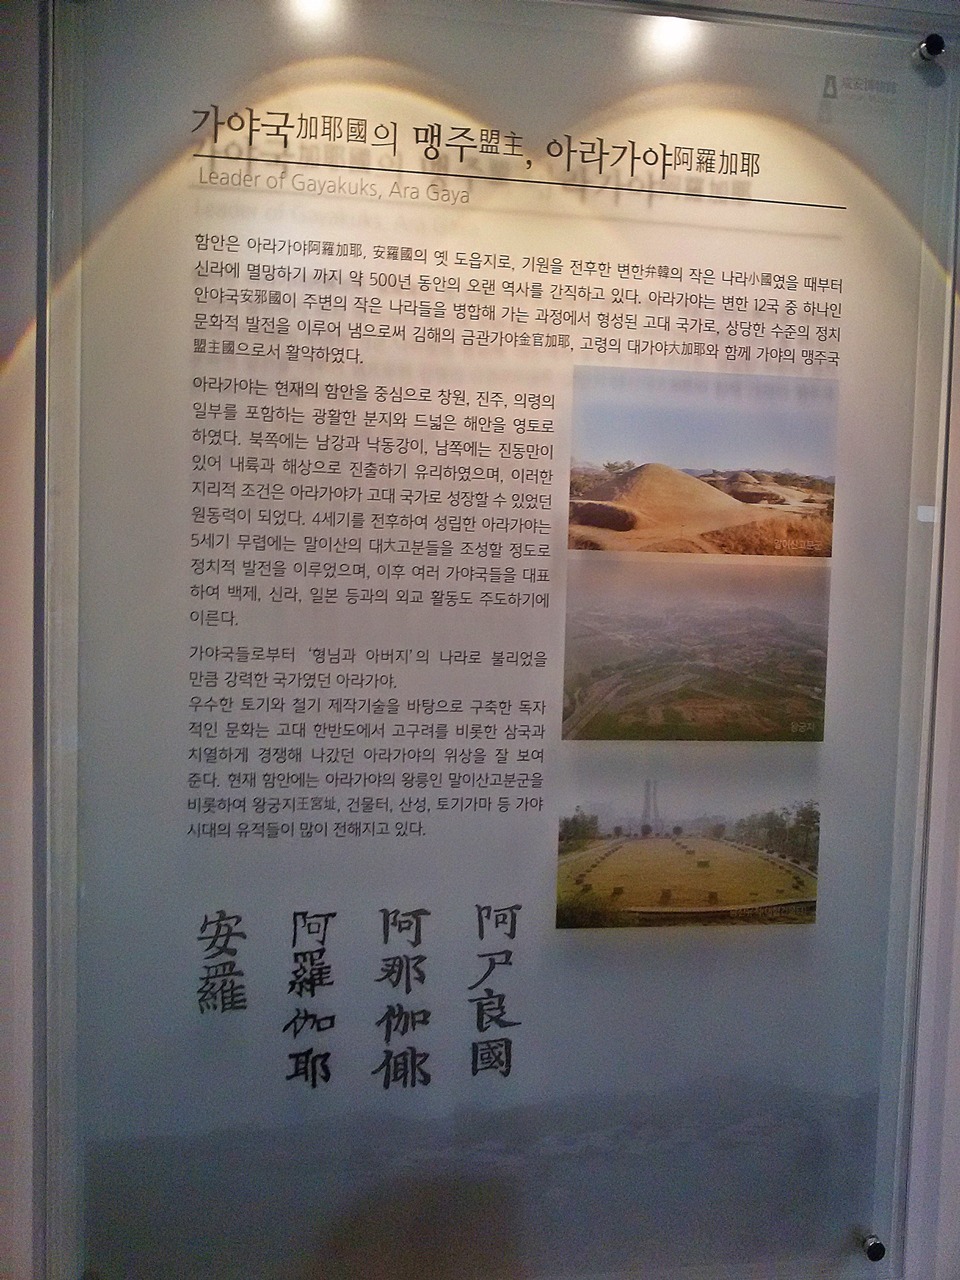 咸安博物館
가야국加耶國의 맹주盟主, 아라가야阿羅加耶
Leader of Gayakuks, Ara Gaya
함안은 아라가야阿羅加耶, 安羅國의 옛 도읍지로, 기원을 전후한 변한弁韓의 작은 나라小國였을 때부터
신라에 멸망하기 까지 약 500년 동안의 오랜 역사를 간직하고 있다. 아라가야는 변한 12국 중 하나인
안야국安邪國이 주변의 작은 나라들을 병합해 가는 과정에서 형성된 고대 국가로, 상당한 수준의 정치
문화적 발전을 이루어 냄으로써 김해의 금관가야金官加耶, 고령의 대가야大加耶와 함께 가야의 맹주국
盟主國으로서 활약하였다.
아라가야는 현재의 함안을 중심으로 창원, 진주, 의령의
일부를 포함하는 광활한 분지와 드넓은 해안을 영토로
하였다. 북쪽에는 남강과 낙동강이, 남쪽에는 진동만이
있어 내륙과 해상으로 진출하기 유리하였으며, 이러한
지리적 조건은 아라가야가 고대 국가로 성장할 수 있었던
원동력이 되었다. 4세기를 전후하여 성립한 아라가야는
5세기 무렵에는 말이산의 대大고분들을 조성할 정도로
정치적 발전을 이루었으며, 이후 여러 가야국들을 대표
하여 백제, 신라, 일본 등과의 외교 활동도 주도하기에
이른다.
말이산고분군
왕궁지
가야국들로부터 '형님과 아버지'의 나라로 불리었을
만큼 강력한 국가였던 아라가야.
우수한 토기와 철기 제작기술을 바탕으로 구축한 독자
적인 문화는 고대 한반도에서 고구려를 비롯한 삼국과
치열하게 경쟁해 나갔던 아라가야의 위상을 잘 보여
준다. 현재 함안에는 아라가야의 왕릉인 말이산고분군을
비롯하여 왕궁지王宮址, 건물터, 산성, 토기가마 등 가야
시대의 유적들이 많이 전해지고 있다.
安羅
阿羅伽耶
阿那伽倻
阿尸良國